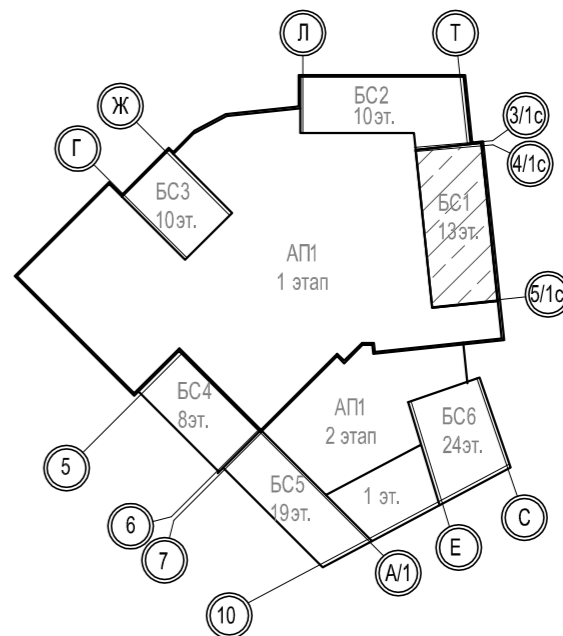 Л
Т
Ж
БС2
10эт.
3/1с
Г
4/1с
БС3
10эт.
БС1
13эт.
АП1
1 этап
5/1с
БС4
8эт.
АП1
2 этап
БС6
24эт.
5
БС5
19эт.
1 эт.
6
7
С
Е
А/1
10